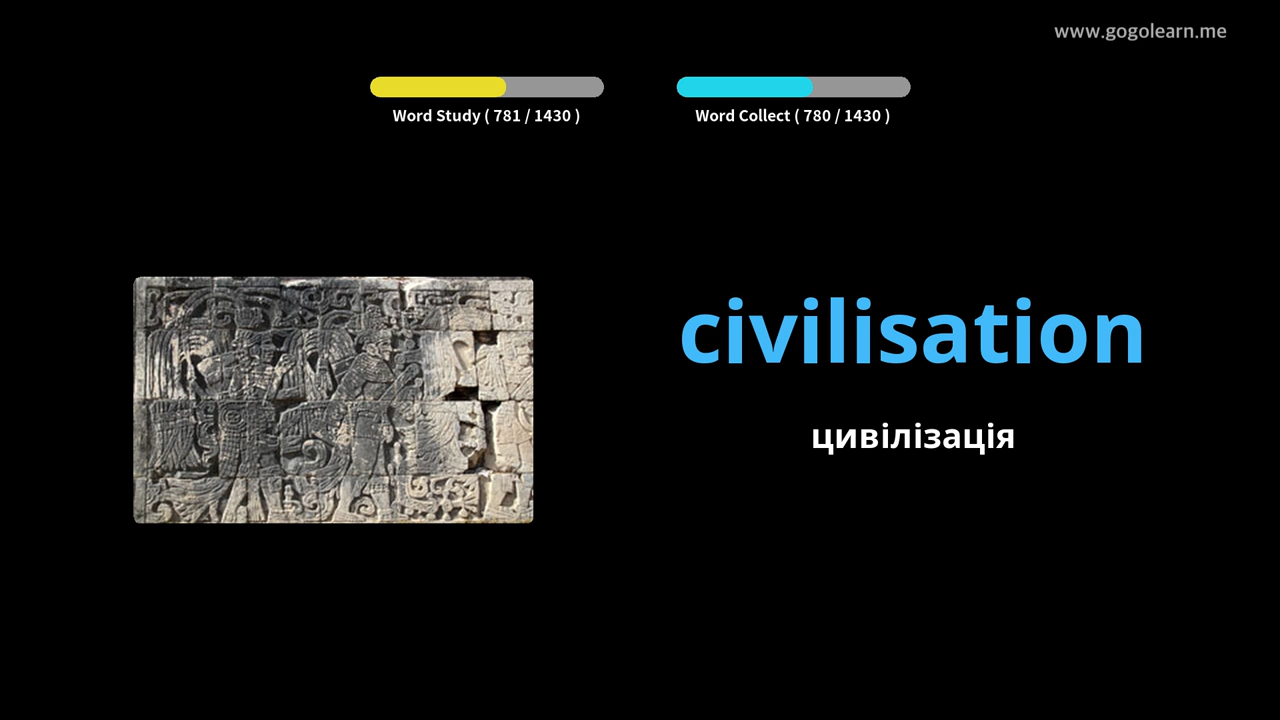 www.gogolearn.me
Word Study ( 781 / 1430 )
Word Collect ( 780 / 1430 )
civilisation
цивілізація